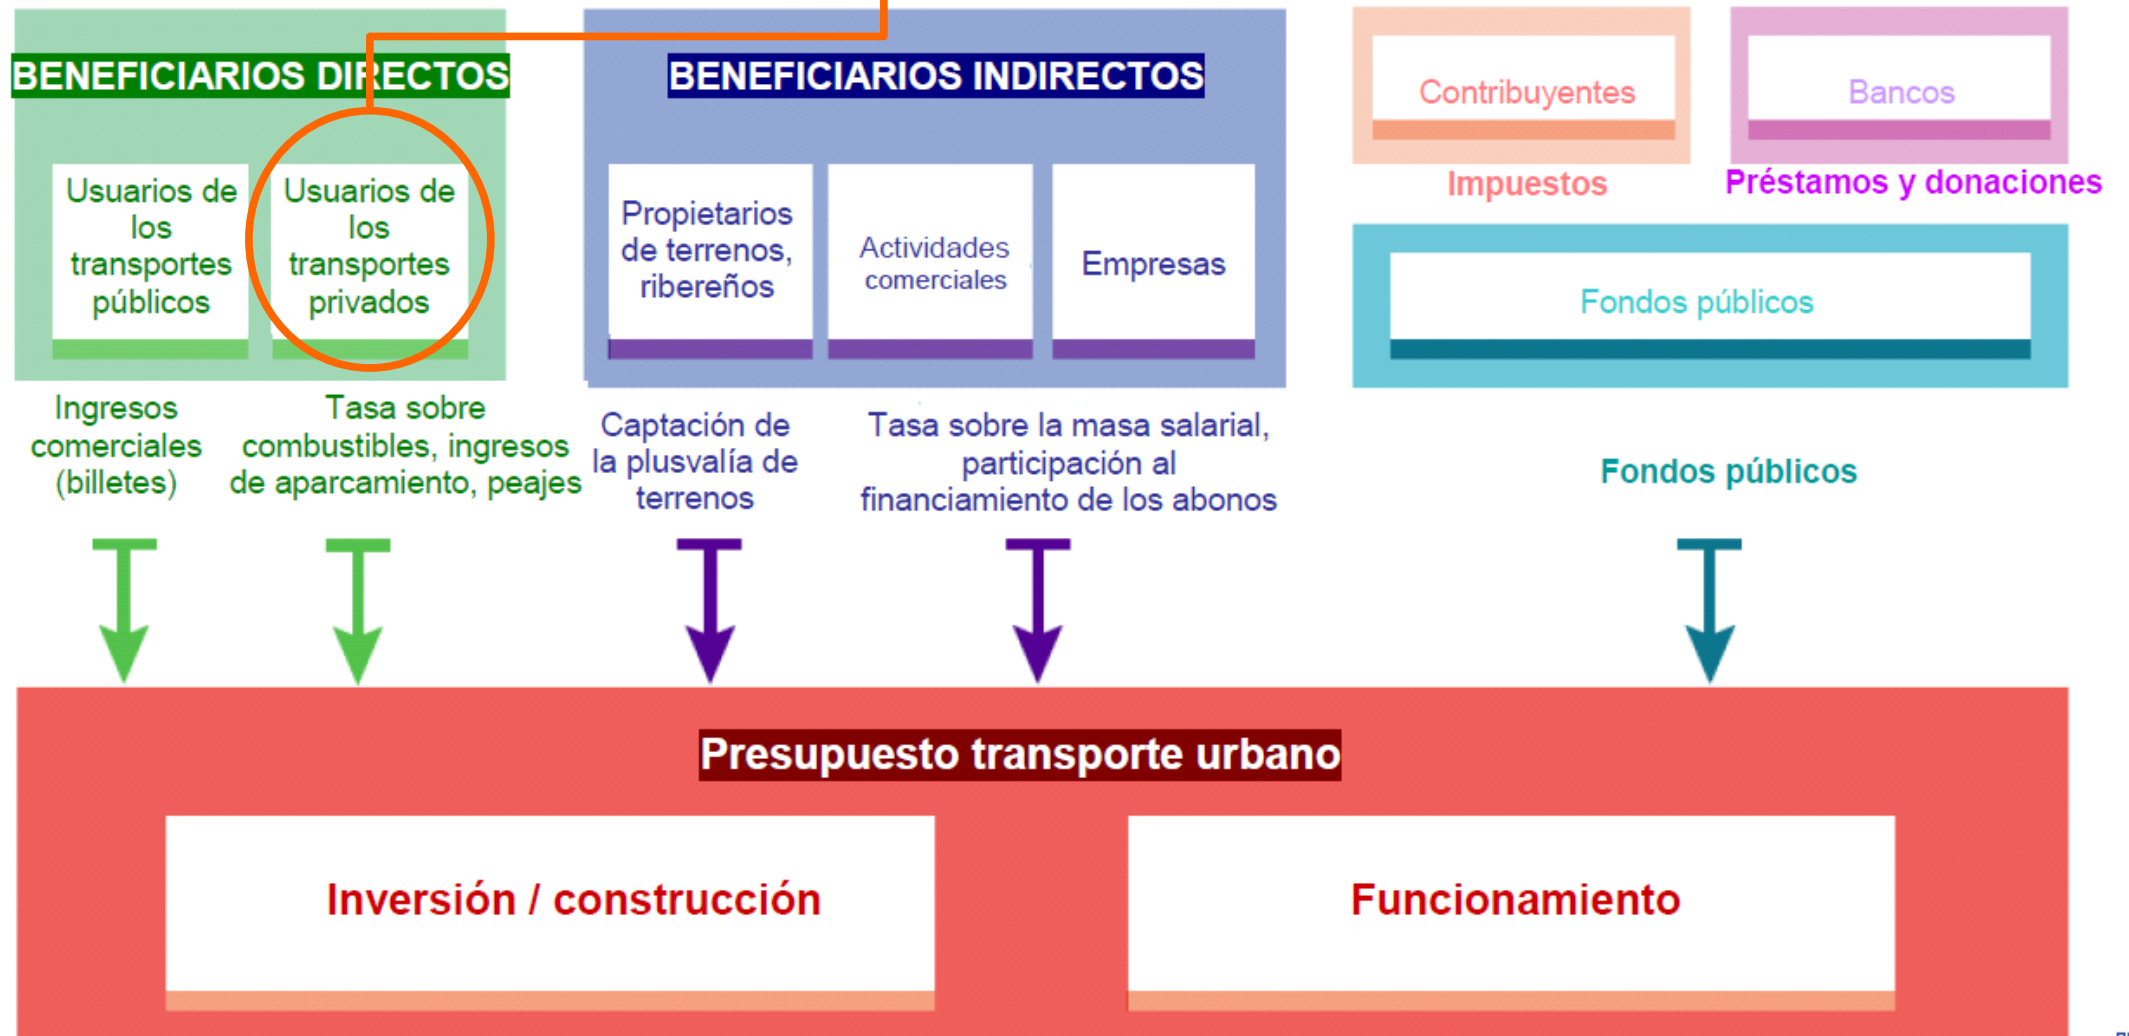 BENEFICIARIOS DIRECTOS
Usuarios de
los
transportes
públicos
Usuarios de
los
transportes
privados
Ingresos
comerciales
(billetes)
Tasa sobre
combustibles, ingresos
de aparcamiento, peajes
BENEFICIARIOS INDIRECTOS
Propietarios
de terrenos,
ribereños
Actividades
comerciales
Empresas
Captación de
la plusvalía de
terrenos
Tasa sobre la masa salarial,
participación al
financiamiento de los abonos
Contribuyentes
Impuestos
Bancos
Préstamos y donaciones
Fondos públicos
Fondos públicos
Presupuesto transporte urbano
Inversión / construcción
Funcionamiento